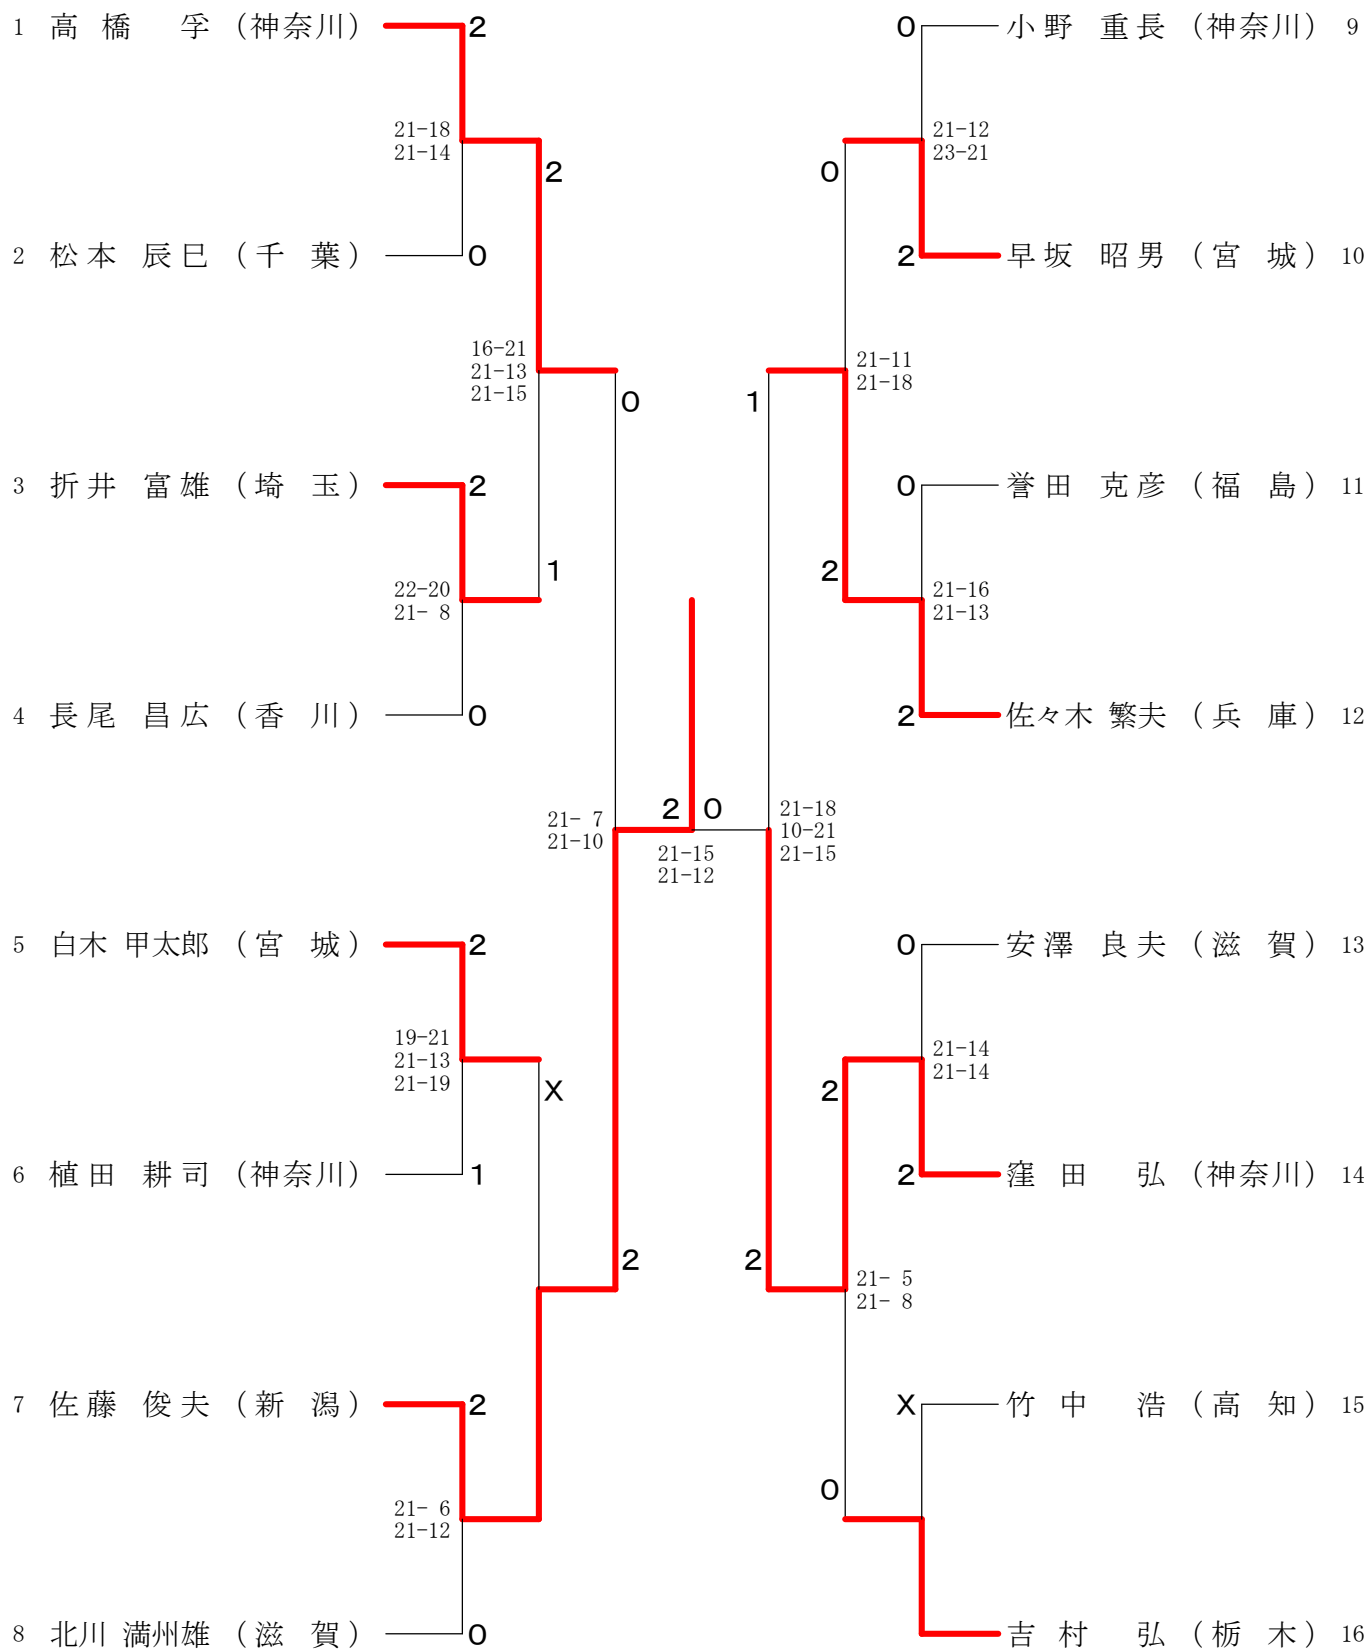 1 高橋 孚 (神奈川) 2
0 小野 重長 (神奈川) 9
21-18
21-14
21-12
23-21
2
0
2 松本 辰巳 (千 葉) 0
2 早坂 昭男 (宮 城) 10
16-21
21-13
21-15
21-11
21-18
0
1
3 折井 富雄 (埼 玉) 2
0 誉田 克彦 (福 島) 11
1
2
22-20
21- 8
21-16
21-13
4 長尾 昌広 (香 川) 0
2 佐々木 繁夫 (兵 庫) 12
21- 7
21-10
2 0
21-15
21-12
21-18
10-21
21-15
5 白木 甲太郎 (宮 城) 2
0 安澤 良夫 (滋 賀) 13
19-21
21-13
21-19
21-14
21-14
X
2
6 植田 耕司 (神奈川) 1
2 窪田 弘 (神奈川) 14
2
2
21- 5
21- 8
7 佐藤 俊夫 (新 潟) 2
X 竹中 浩 (高 知) 15
0
21- 6
21-12
8 北川 満州雄 (滋 賀) 0
吉村 弘 (栃 木) 16